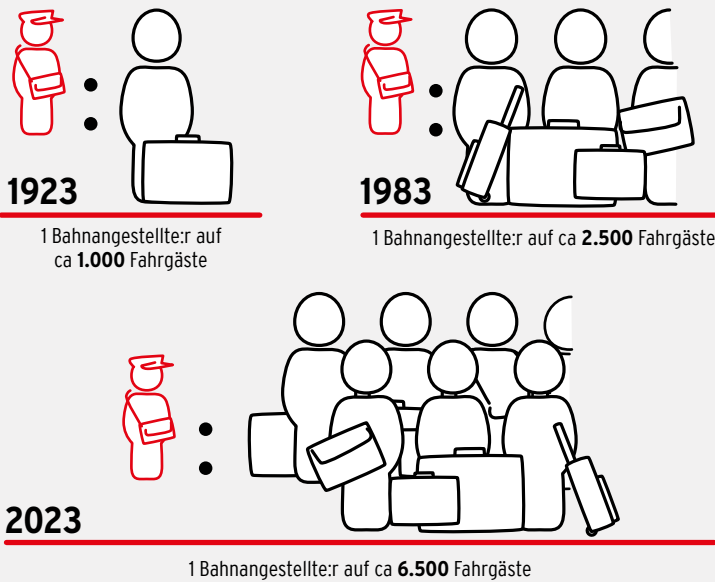 1923
1 Bahnangestellte:r auf
ca 1.000 Fahrgäste
1983
1 Bahnangestellte:r auf ca 2.500 Fahrgäste
2023
1 Bahnangestellte:r auf ca 6.500 Fahrgäste